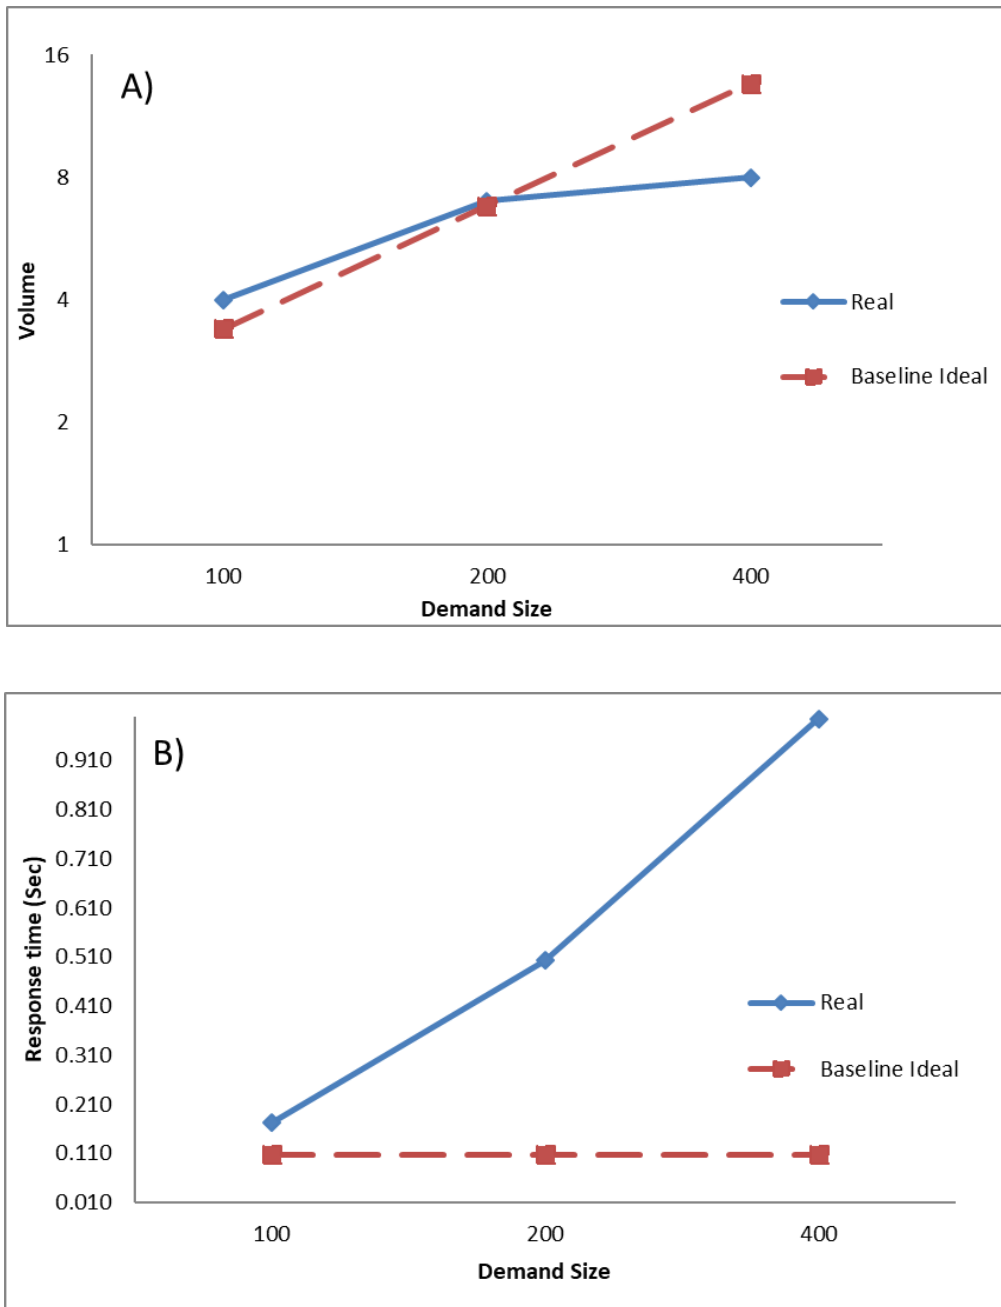 A)
16
8
4
2
1
Volume
100 200 400
Demand Size
Real
Baseline Ideal
B)
0.910
0.810
0.710
0.610
0.510
0.410
0.310
0.210
0.110
0.010
Response time (Sec)
100 200 400
Demand Size
Real
Baseline Ideal